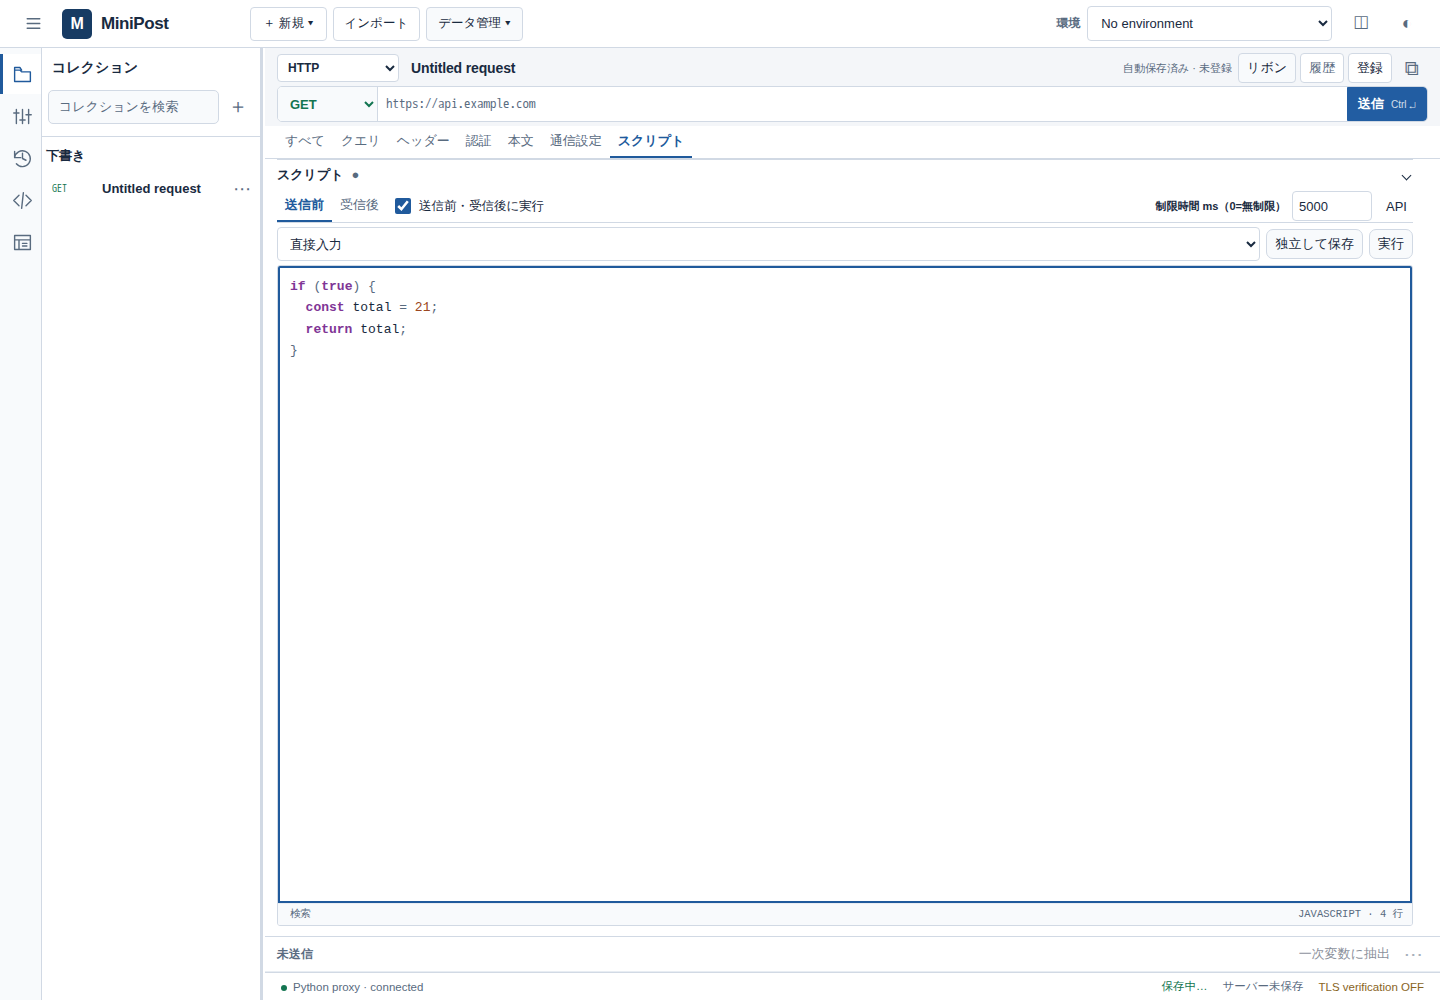 M MiniPost ＋ 新規 ▾ インポート データ管理 ▾ 環境 No environment
コレクション
コレクションを検索 ＋
下書き
GET Untitled request ···
HTTP Untitled request 自動保存済み · 未登録 リボン 履歴 登録
GET https://api.example.com 送信 Ctrl ⏎
すべて クエリ ヘッダー 認証 本文 通信設定 スクリプト
スクリプト ●
送信前 受信後 送信前・受信後に実行 制限時間 ms（0=無制限） 5000 API
直接入力 独立して保存 実行
if (true) {
  const total = 21;
  return total;
}
検索 JAVASCRIPT · 4 行
未送信 一次変数に抽出 ···
Python proxy · connected 保存中… サーバー未保存 TLS verification OFF